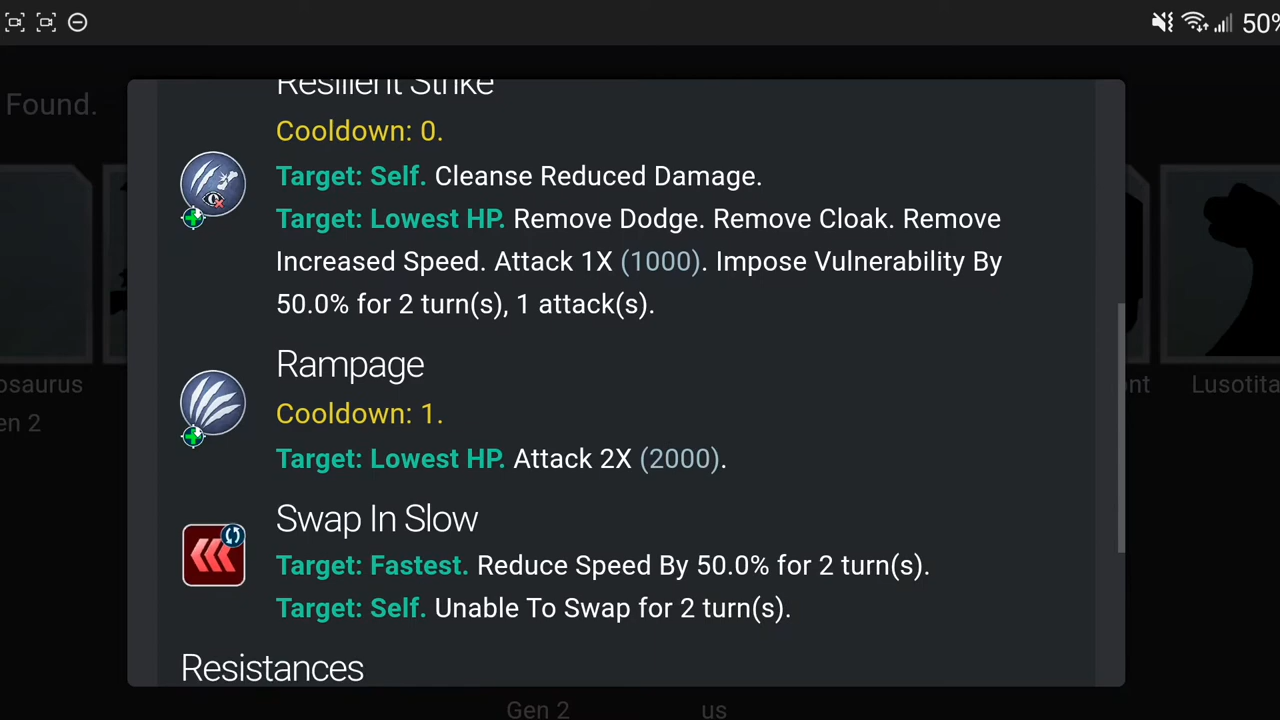 50%
Found.
Resilient Strike
Cooldown: 0.
Target: Self. Cleanse Reduced Damage.
Target: Lowest HP. Remove Dodge. Remove Cloak. Remove
Increased Speed. Attack 1X (1000). Impose Vulnerability By
50.0% for 2 turn(s), 1 attack(s).
Rampage
Cooldown: 1.
Target: Lowest HP. Attack 2X (2000).
Swap In Slow
Target: Fastest. Reduce Speed By 50.0% for 2 turn(s).
Target: Self. Unable To Swap for 2 turn(s).
Resistances
osaurus
en 2
nt
Lusotita
Gen 2
us